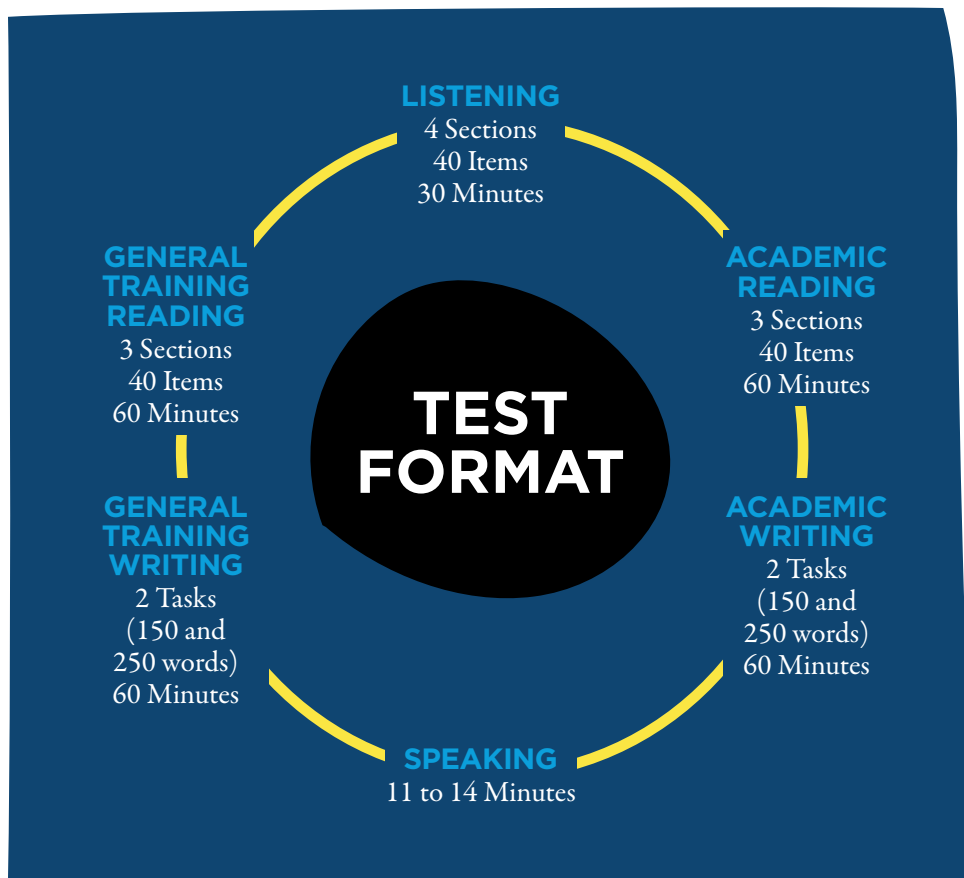 LISTENING
4 Sections
40 Items
30 Minutes
GENERAL
TRAINING
READING
3 Sections
40 Items
60 Minutes
ACADEMIC
READING
3 Sections
40 Items
60 Minutes
TEST
FORMAT
GENERAL
TRAINING
WRITING
2 Tasks
(150 and
250 words)
60 Minutes
ACADEMIC
WRITING
2 Tasks
(150 and
250 words)
60 Minutes
SPEAKING
11 to 14 Minutes